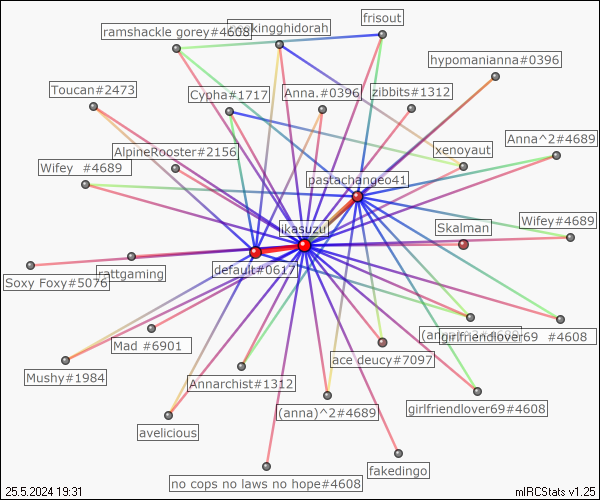 frisout
ramshackle gorey#4608
ngkingghidorah
hypomanianna#0396
Toucan#2473
Cypha#1717
Anna.#0396
zibbits#1312
Anna^2#4689
AlpineRooster#2156
xenoyaut
Wifey  #4689
pastachangeo41
ikasuzu
Skalman
Wifey#4689
Soxy Foxy#5076
rattgaming
default#0617
girlfriendlover69  #4608
Mad #6901
ace deucy#7097
Mushy#1984
Annarchist#1312
(anna)^2#4689
girlfriendlover69#4608
avelicious
no cops no laws no hope#4608
fakedingo
25.5.2024 19:31
mIRCStats v1.25